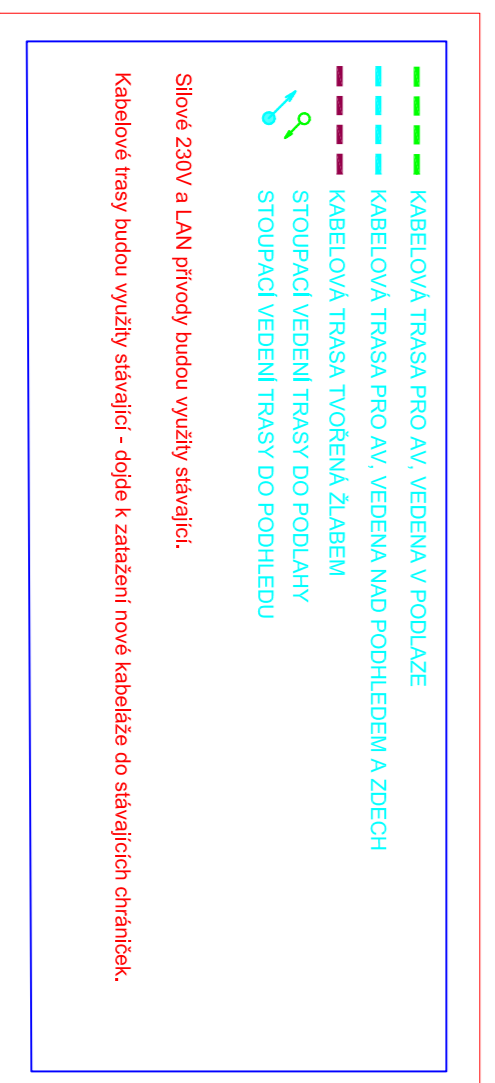 KABELOVÁ TRASA PRO AV, VEDENA V PODLAZE
KABELOVÁ TRASA PRO AV, VEDENA NAD PODHLEDEM A ZDECH
KABELOVÁ TRASA TVOŘENÁ ŽLABEM
STOUPACÍ VEDENÍ TRASY DO PODLAHY
STOUPACÍ VEDENÍ TRASY DO PODHLEDU
Silové 230V a LAN přívody budou využity stávající.
Kabelové trasy budou využity stávající - dojde k zatažení nové kabeláže do stávajících chrániček.